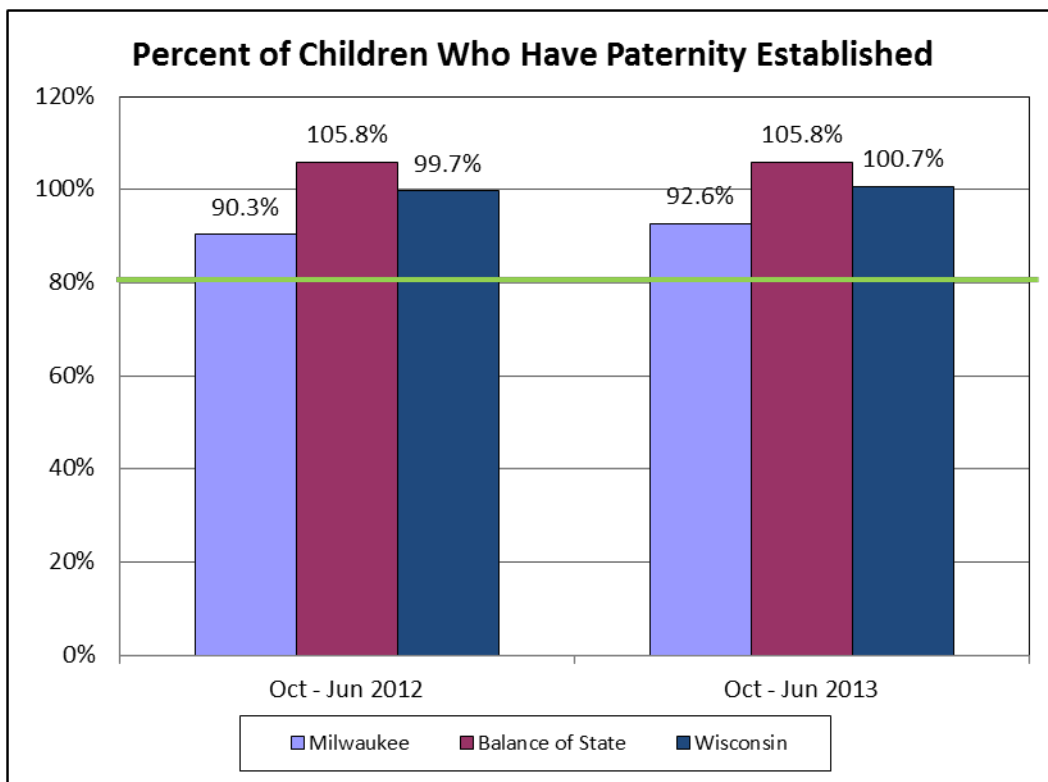 Percent of Children Who Have Paternity Established
120%
100%
80%
60%
40%
20%
0%
90.3%
105.8%
99.7%
92.6%
105.8%
100.7%
Oct - Jun 2012
Oct - Jun 2013
Milwaukee
Balance of State
Wisconsin